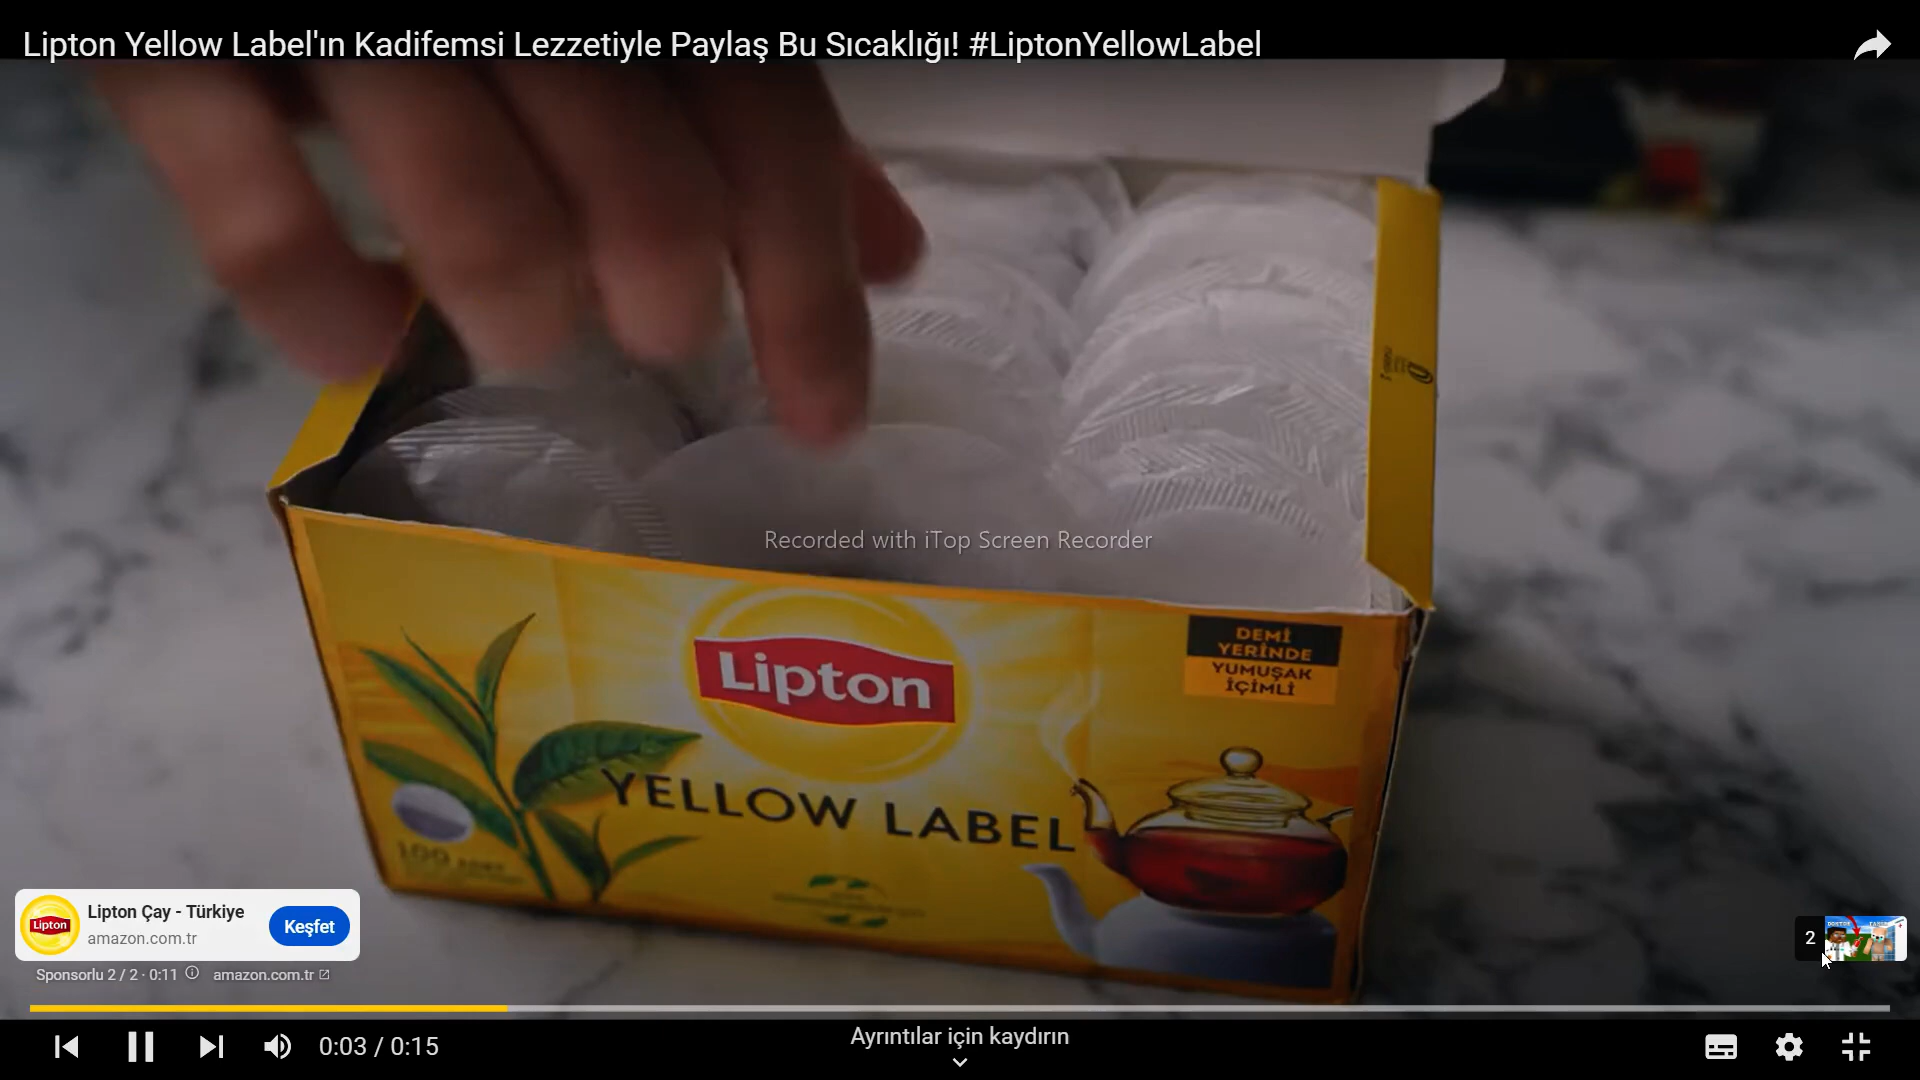 Lipton Yellow Label'ın Kadifemsi Lezzetiyle Paylaş Bu Sıcaklığı! #LiptonYellowLabel
Recorded with iTop Screen Recorder
DEMİ
YERİNDE
YUMUŞAK
İÇİMLİ
Lipton
YELLOW LABEL
100
Lipton
Lipton Çay - Türkiye
amazon.com.tr
Keşfet
2
Sponsorlu 2 / 2 · 0:11
amazon.com.tr
0:03 / 0:15
Ayrıntılar için kaydırın